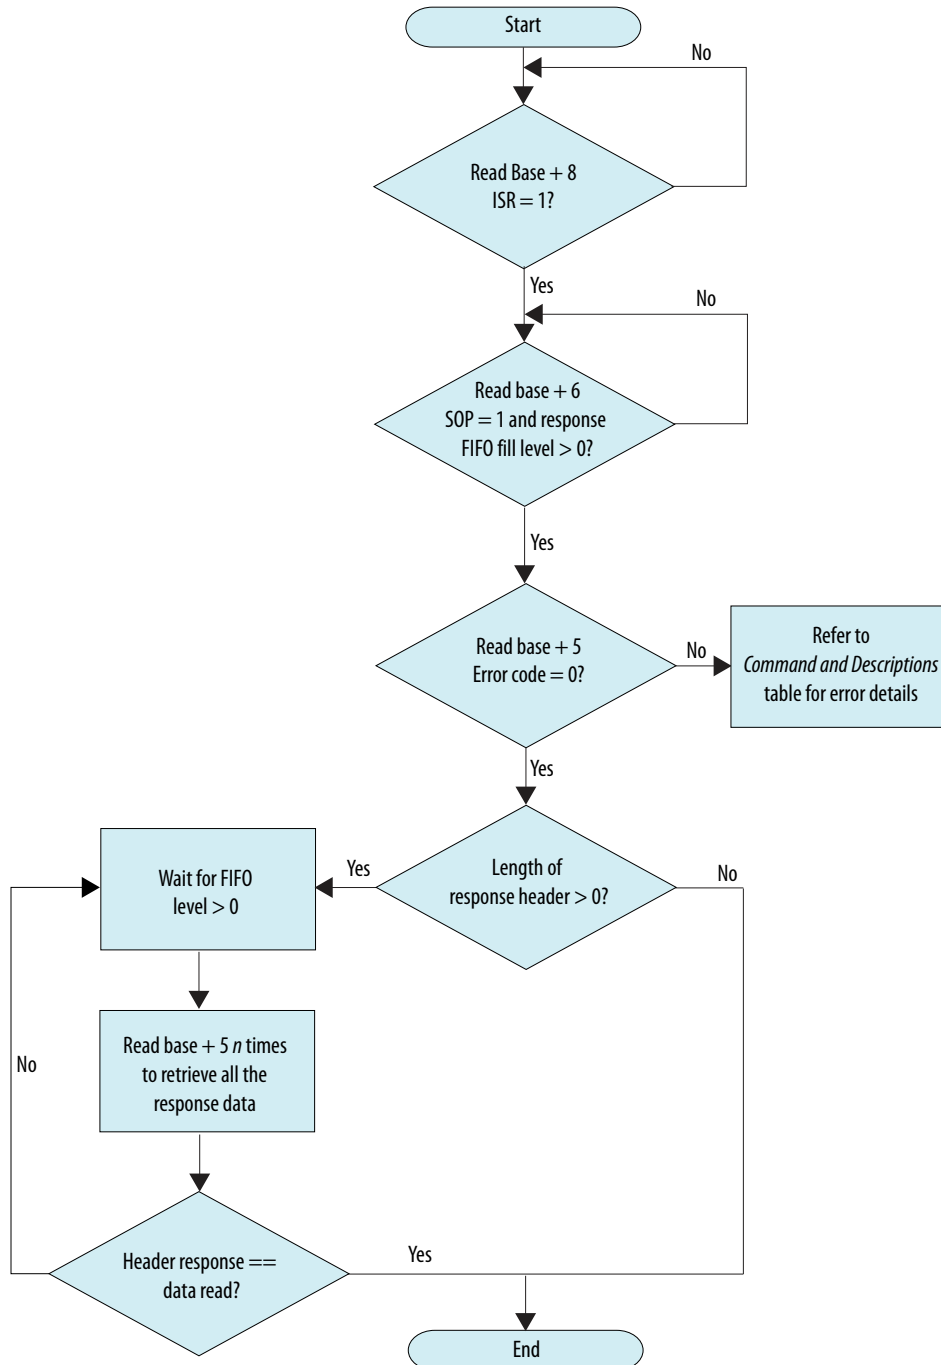 Start
No
Read Base + 8
ISR = 1?
Yes
No
Read base + 6
SOP = 1 and response
FIFO fill level > 0?
Yes
Read base + 5
Error code = 0?
No
Refer to
Command and Descriptions
table for error details
Yes
Length of
response header > 0?
Yes
No
Wait for FIFO
level > 0
Read base + 5 n times
to retrieve all the
response data
No
Header response ==
data read?
Yes
End